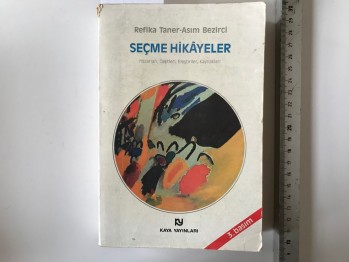 Refika Taner-Asım Bezirci
SEÇME HİKÂYELER
KAYA YAYINLARI
3. basım